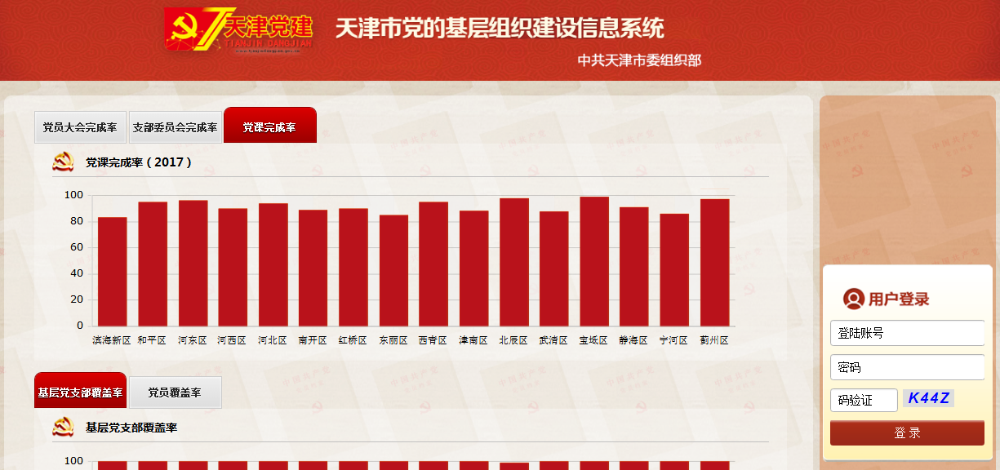 天津党建
TIANJIN DANGJIAN
天津市党的基层组织建设信息系统
中共天津市委组织部
党员大会完成率 支部委员会完成率 党课完成率
党课完成率（2017）
100
80
60
40
20
0
滨海新区 和平区 河东区 河西区 河北区 南开区 红桥区 东丽区 西青区 津南区 北辰区 武清区 宝坻区 静海区 宁河区 蓟州区
基层党支部覆盖率 党员覆盖率
基层党支部覆盖率
100
用户登录
登陆账号
密码
码验证 K44Z
登 录